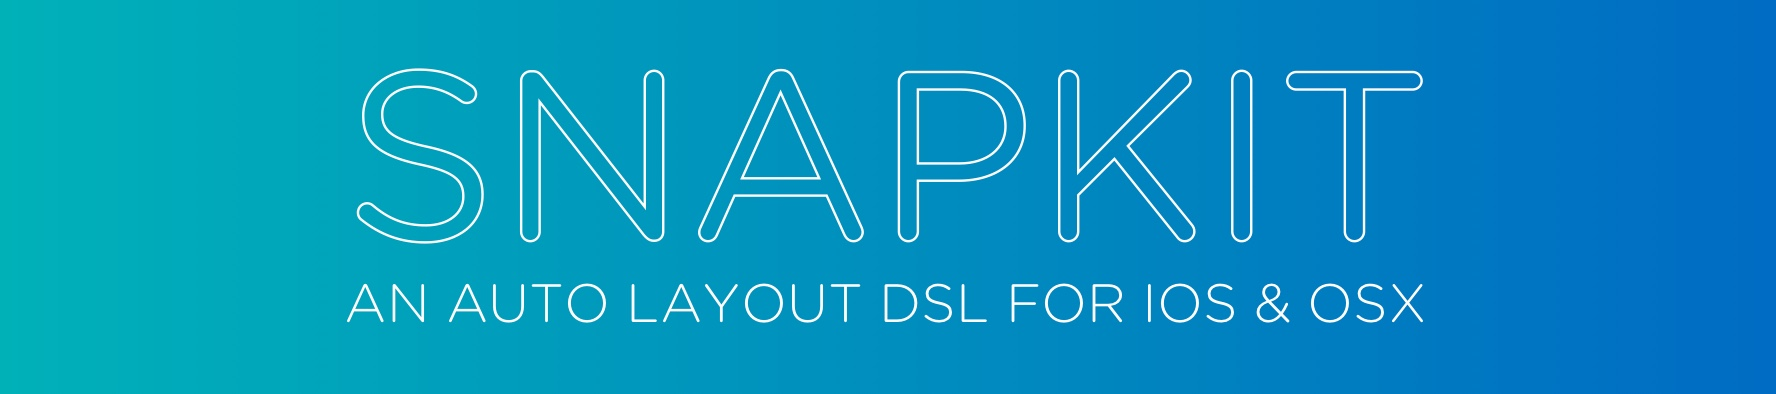 SNAPKIT
AN AUTO LAYOUT DSL FOR IOS & OSX